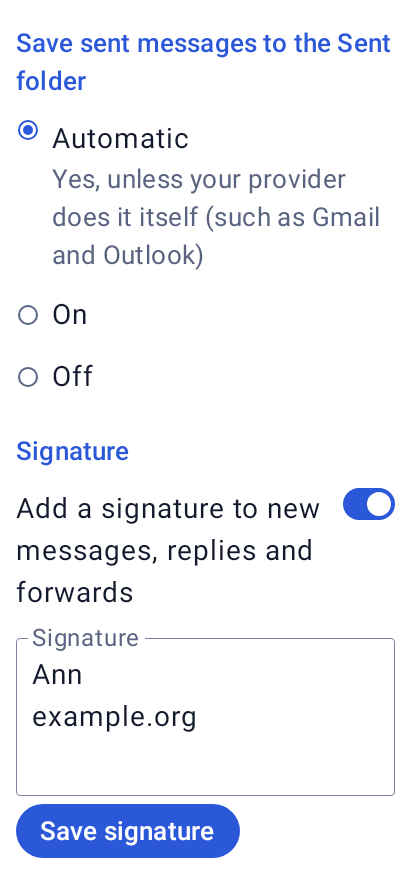 Save sent messages to the Sent
folder
Automatic
Yes, unless your provider
does it itself (such as Gmail
and Outlook)
On
Off
Signature
Add a signature to new
messages, replies and
forwards
Signature
Ann
example.org
Save signature